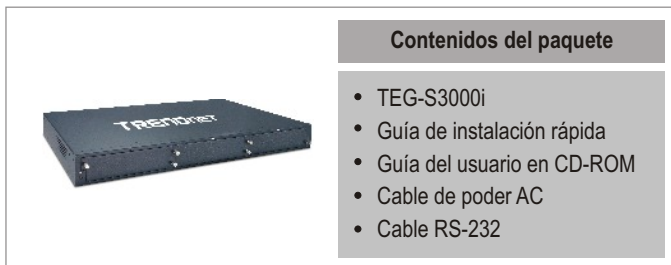 TRENDNET
Contenidos del paquete
• TEG-S3000i
• Guía de instalación rápida
• Guía del usuario en CD-ROM
• Cable de poder AC
• Cable RS-232